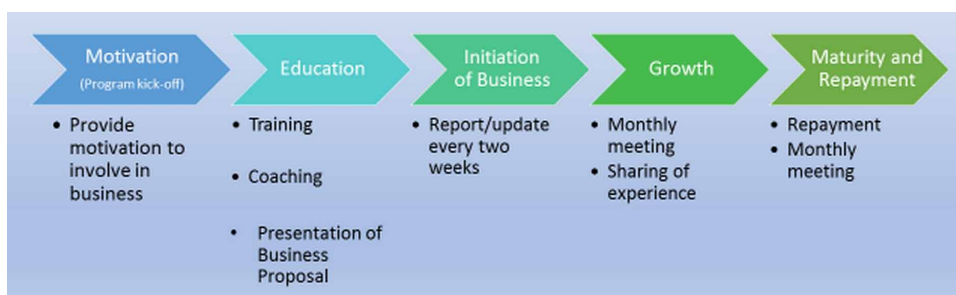 Motivation
(Program kick-off)
• Provide
motivation to
involve in
business
Education
• Training
• Coaching
• Presentation of
Business
Proposal
Initiation
of Business
• Report/update
every two
weeks
Growth
• Monthly
meeting
• Sharing of
experience
Maturity and
Repayment
• Repayment
• Monthly
meeting